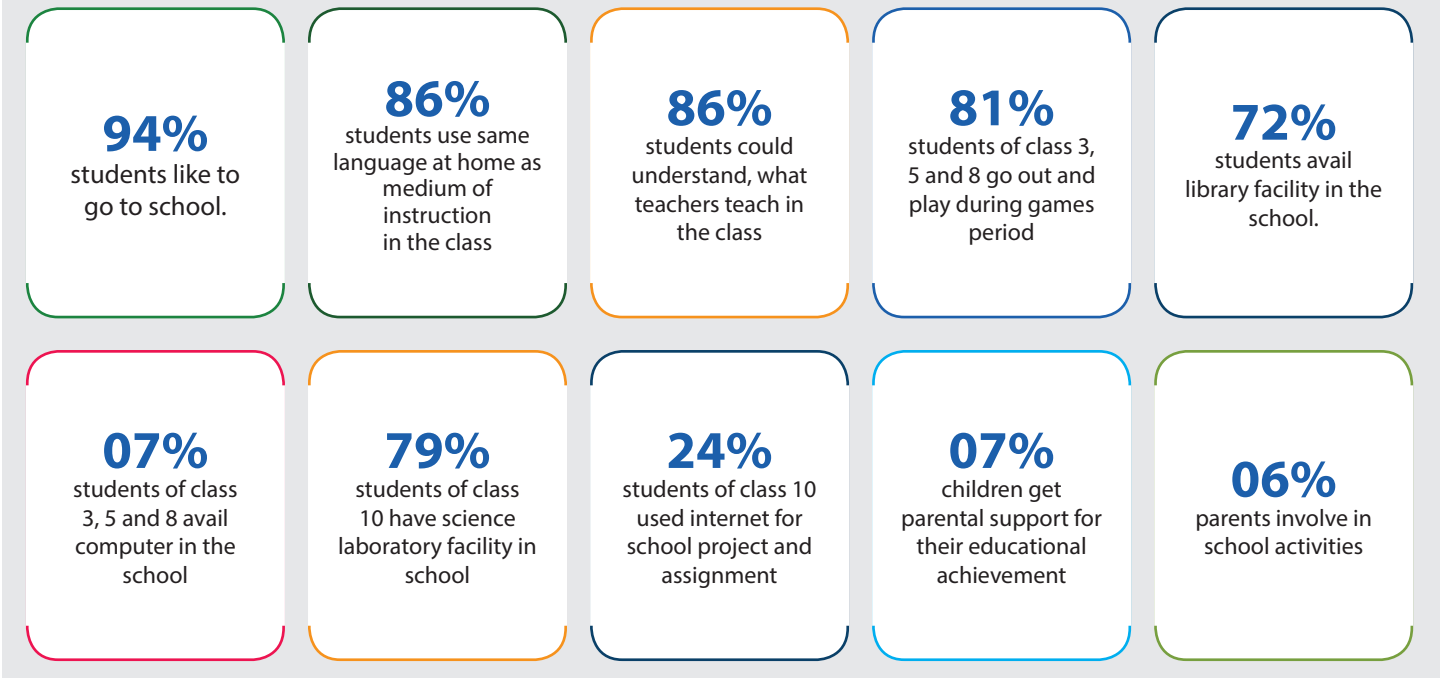 94%
students like to
go to school.
86%
students use same
language at home as
medium of
instruction
in the class
86%
students could
understand, what
teachers teach in
the class
81%
students of class 3,
5 and 8 go out and
play during games
period
72%
students avail
library facility in the
school.
07%
students of class
3, 5 and 8 avail
computer in the
school
79%
students of class
10 have science
laboratory facility in
school
24%
students of class 10
used internet for
school project and
assignment
07%
children get
parental support for
their educational
achievement
06%
parents involve in
school activities